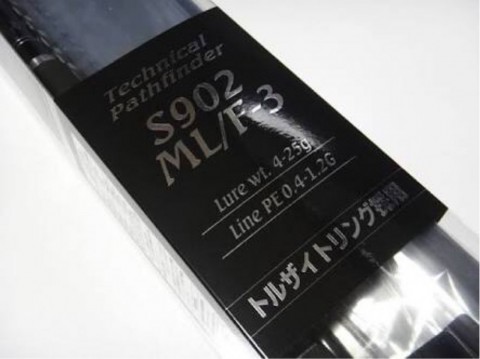 Technical
Pathfinder
S902
ML/F-3
Lure wt. 4-25g.
Line PE 0.4-1.2G
トルザイトリング搭載